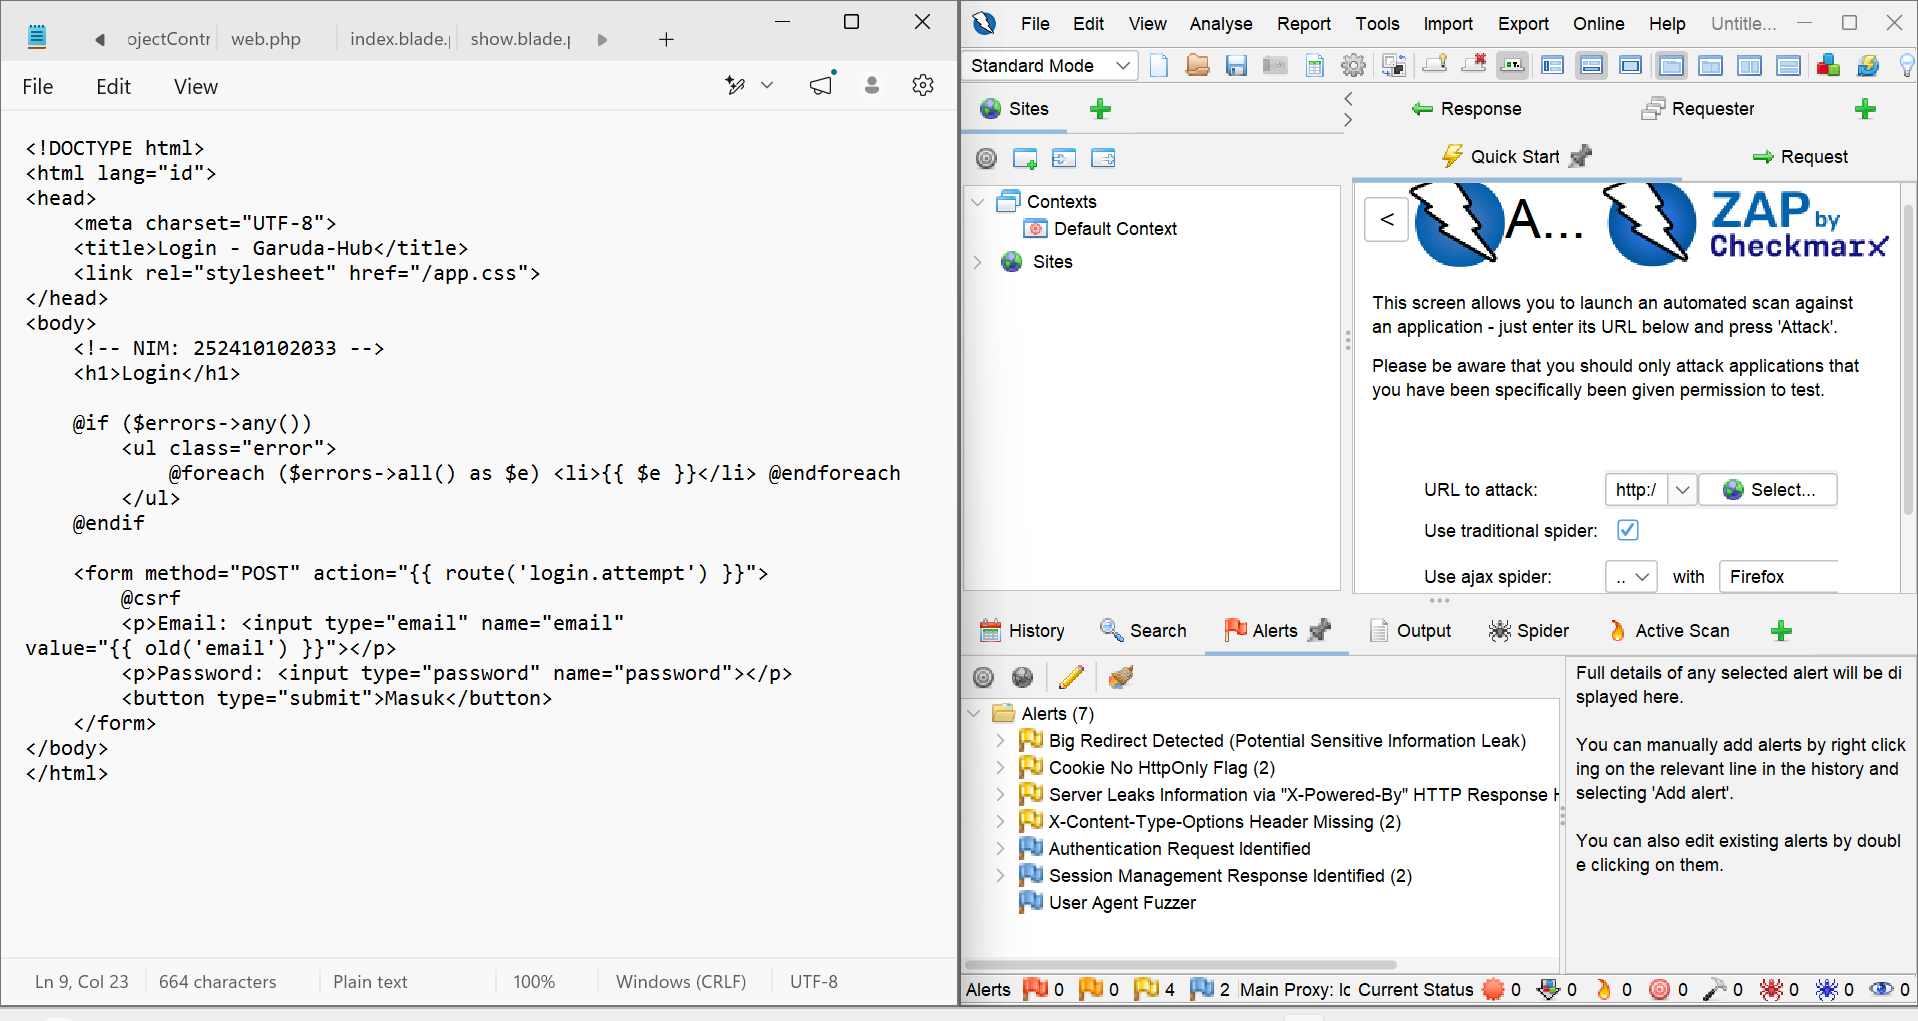 ojectContr
web.php
index.blade.p
show.blade.p
File Edit View
<!DOCTYPE html>
<html lang="id">
<head>
    <meta charset="UTF-8">
    <title>Login - Garuda-Hub</title>
    <link rel="stylesheet" href="/app.css">
</head>
<body>
    <!-- NIM: 252410102033 -->
    <h1>Login</h1>
    @if ($errors->any())
        <ul class="error">
            @foreach ($errors->all() as $e) <li>{{ $e }}</li> @endforeach
        </ul>
    @endif
    <form method="POST" action="{{ route('login.attempt') }}">
        @csrf
        <p>Email: <input type="email" name="email"
value="{{ old('email') }}"></p>
        <p>Password: <input type="password" name="password"></p>
        <button type="submit">Masuk</button>
    </form>
</body>
</html>
Ln 9, Col 23 664 characters Plain text 100% Windows (CRLF) UTF-8
File Edit View Analyse Report Tools Import Export Online Help Untitle...
Standard Mode
Sites
Response
Requester
Quick Start
Request
Contexts
Default Context
Sites
<
A...
ZAP by
Checkmarx
This screen allows you to launch an automated scan against
an application - just enter its URL below and press 'Attack'.
Please be aware that you should only attack applications that
you have been specifically been given permission to test.
URL to attack: http:/ Select...
Use traditional spider:
Use ajax spider: .. with Firefox
History Search Alerts Output Spider Active Scan
Alerts (7)
Big Redirect Detected (Potential Sensitive Information Leak)
Cookie No HttpOnly Flag (2)
Server Leaks Information via "X-Powered-By" HTTP Response H
X-Content-Type-Options Header Missing (2)
Authentication Request Identified
Session Management Response Identified (2)
User Agent Fuzzer
Full details of any selected alert will be di
splayed here.
You can manually add alerts by right click
ing on the relevant line in the history and
selecting 'Add alert'.
You can also edit existing alerts by doubl
e clicking on them.
Alerts 0 0 4 2 Main Proxy: lo Current Status 0 0 0 0 0 0 0 0